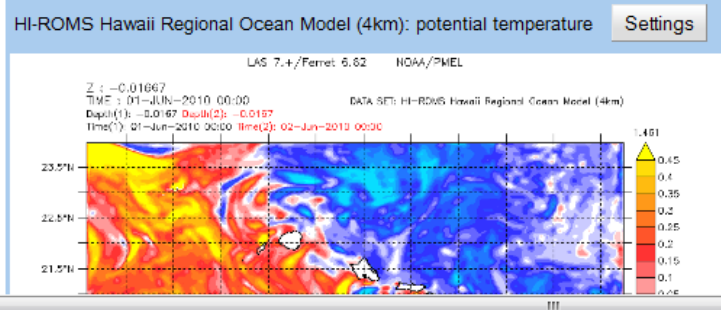 HI-ROMS Hawaii Regional Ocean Model (4km): potential temperature Settings
LAS 7.+/Ferret 6.62 NOAA/PMEL
Z : -0.01667
TIME : 01-JUN-2010 00:00 DATA SET: HI-ROMS Hawaii Regional Ocean Model (4km)
Depth(1): -0.0167 Depth(2): -0.0167
Time(1) 01-Jun-2010 00:00 Time(2): 02-Jun-2010 00:00
1.461
0.45
23.5°N
0.4
0.35
0.3
22.5°N
0.25
0.2
0.15
21.5°N
0.1
0.05